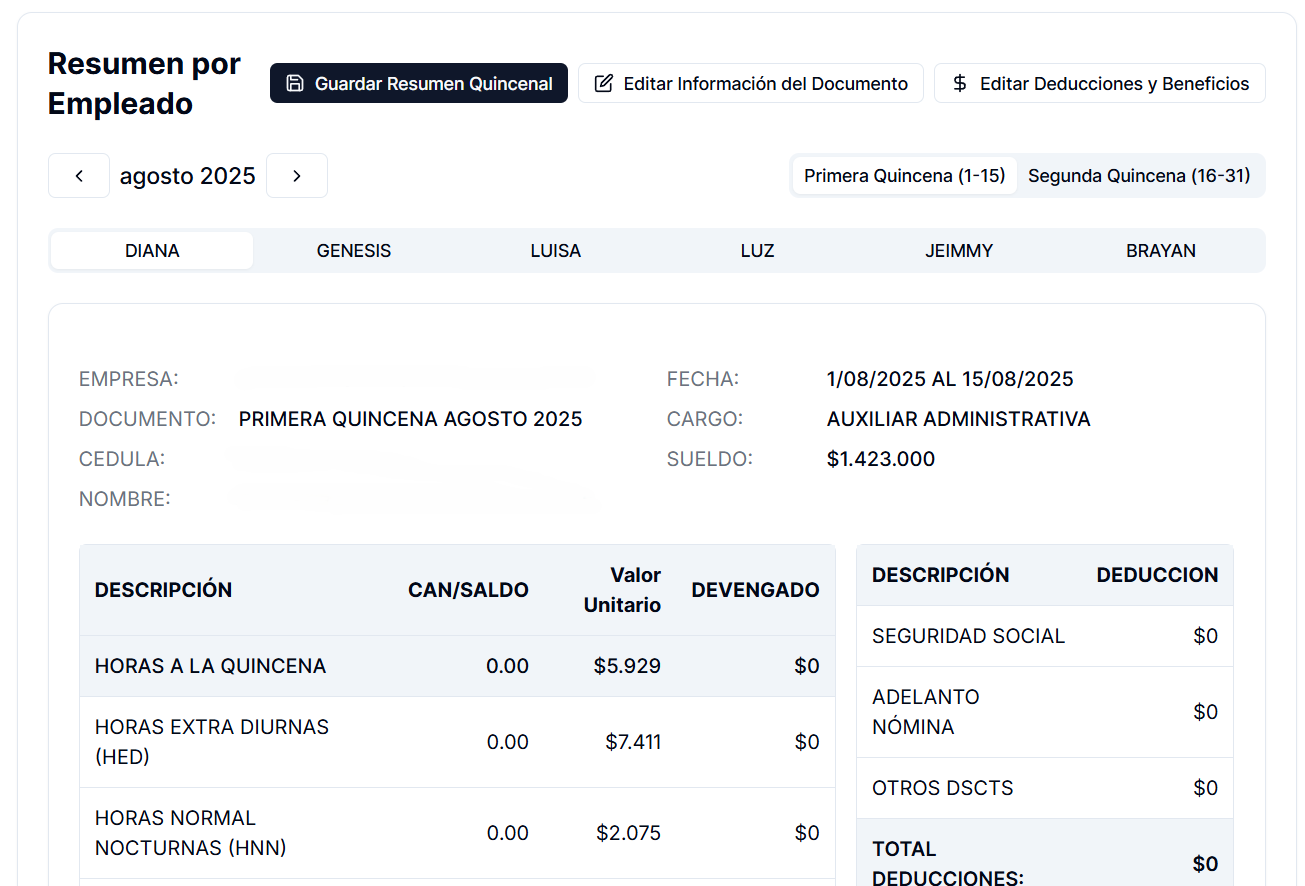 Resumen por
Empleado
Guardar Resumen Quincenal
Editar Información del Documento
$ Editar Deducciones y Beneficios
agosto 2025
Primera Quincena (1-15) Segunda Quincena (16-31)
DIANA GENESIS LUISA LUZ JEIMMY BRAYAN
EMPRESA:
FECHA: 1/08/2025 AL 15/08/2025
DOCUMENTO: PRIMERA QUINCENA AGOSTO 2025
CARGO: AUXILIAR ADMINISTRATIVA
CEDULA:
SUELDO: $1.423.000
NOMBRE:
DESCRIPCIÓN CAN/SALDO Valor
Unitario DEVENGADO
HORAS A LA QUINCENA 0.00 $5.929 $0
HORAS EXTRA DIURNAS
(HED) 0.00 $7.411 $0
HORAS NORMAL
NOCTURNAS (HNN) 0.00 $2.075 $0
DESCRIPCIÓN DEDUCCION
SEGURIDAD SOCIAL $0
ADELANTO
NÓMINA $0
OTROS DSCTS $0
TOTAL
DEDUCCIONES: $0